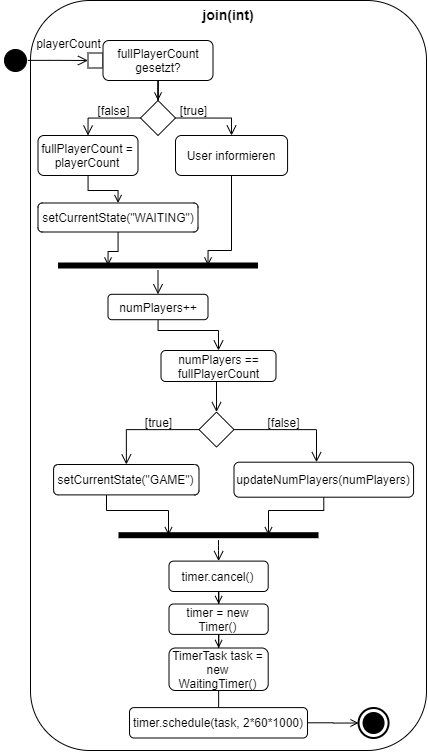 join(int)
playerCount
fullPlayerCount
gesetzt?
[false]
[true]
fullPlayerCount =
playerCount
User informieren
setCurrentState("WAITING")
numPlayers++
numPlayers ==
fullPlayerCount
[true]
[false]
setCurrentState("GAME")
updateNumPlayers(numPlayers)
timer.cancel()
timer = new
Timer()
TimerTask task =
new
WaitingTimer()
timer.schedule(task, 2*60*1000)